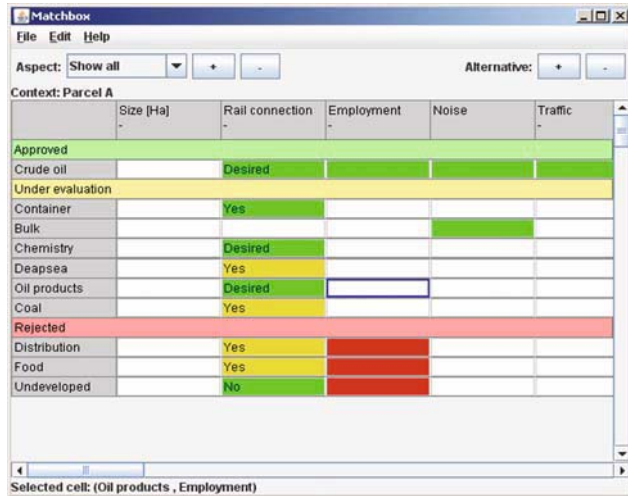 Matchbox
File Edit Help
Aspect: Show all + - Alternative: + -
Context: Parcel A
Size [Ha] Rail connection Employment Noise Traffic
- - - -
Approved
Crude oil Desired
Under evaluation
Container Yes
Bulk
Chemistry Desired
Deapsea Yes
Oil products Desired
Coal Yes
Rejected
Distribution Yes
Food Yes
Undeveloped No
Selected cell: (Oil products , Employment)